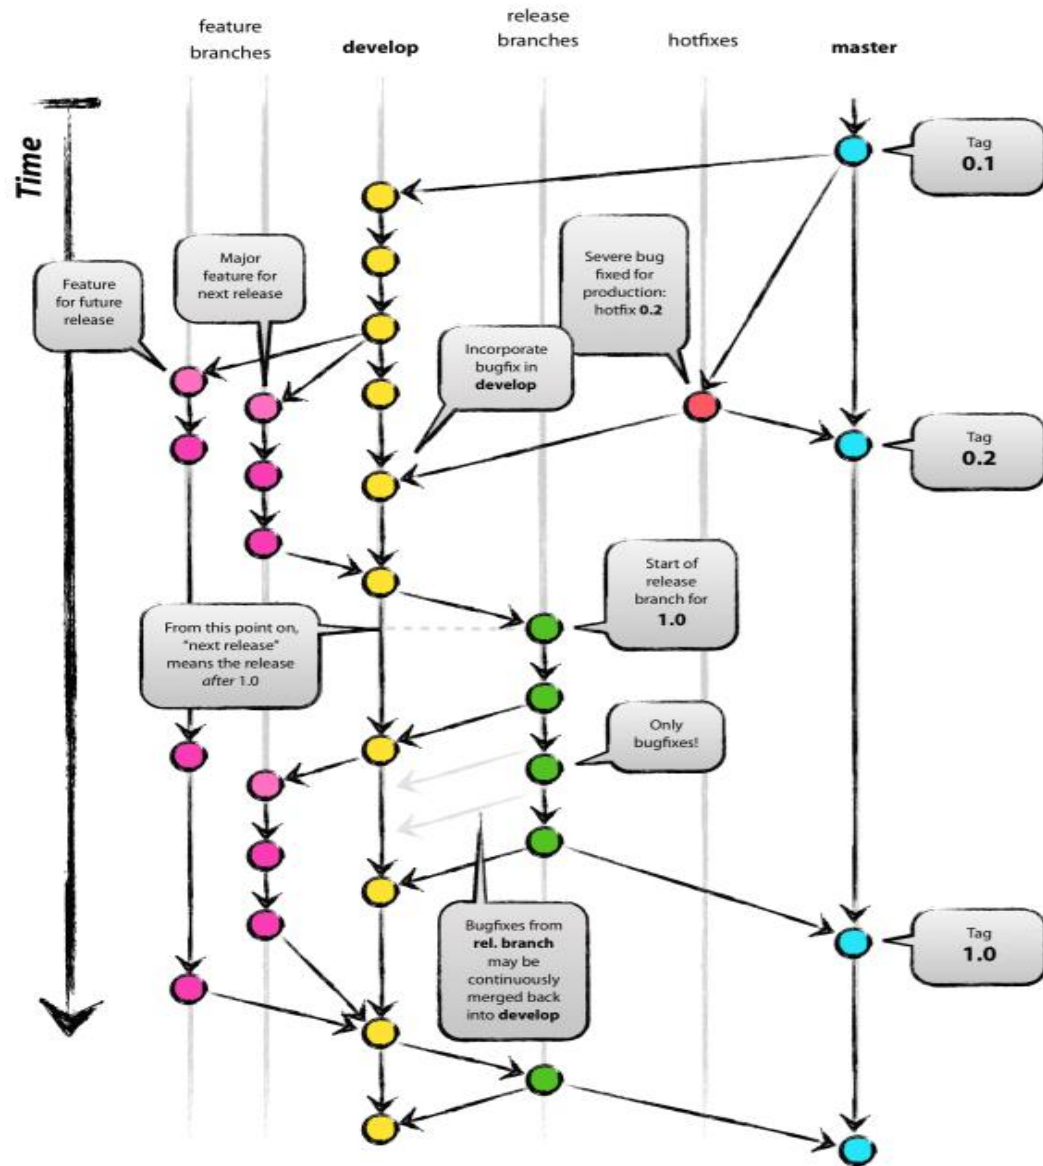 feature
branches
develop
release
branches
hotfixes
master
Time
Tag
0.1
Feature
for future
release
Major
feature for
next release
Severe bug
fixed for
production:
hotfix 0.2
Incorporate
bugfix in
develop
Tag
0.2
Start of
release
branch for
1.0
From this point on,
"next release"
means the release
after 1.0
Only
bugfixes!
Bugfixes from
rel. branch
may be
continuously
merged back
into develop
Tag
1.0